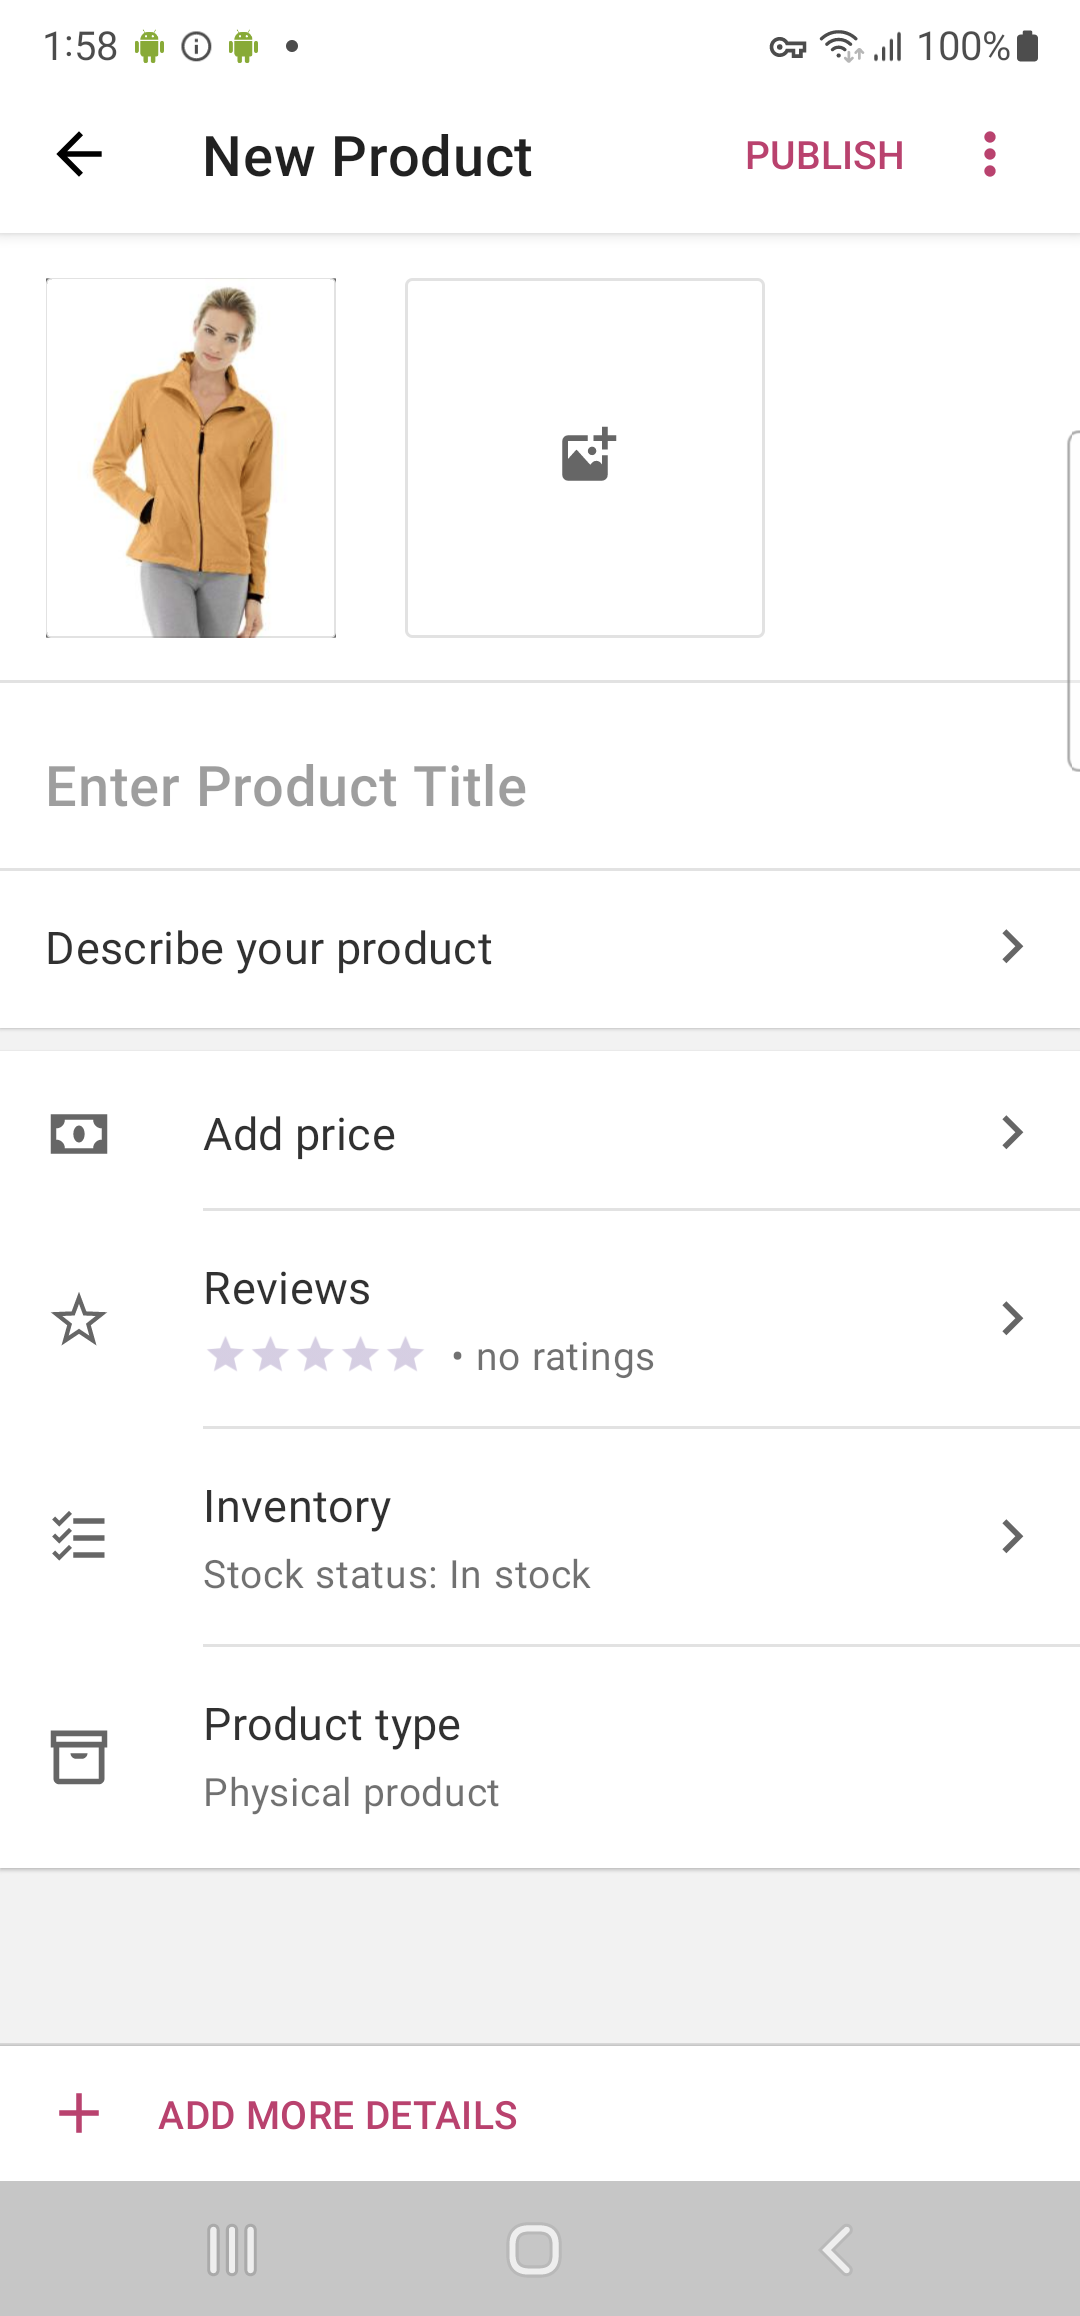 1:58
100%
New Product
PUBLISH
Enter Product Title
Describe your product
Add price
Reviews
• no ratings
Inventory
Stock status: In stock
Product type
Physical product
ADD MORE DETAILS